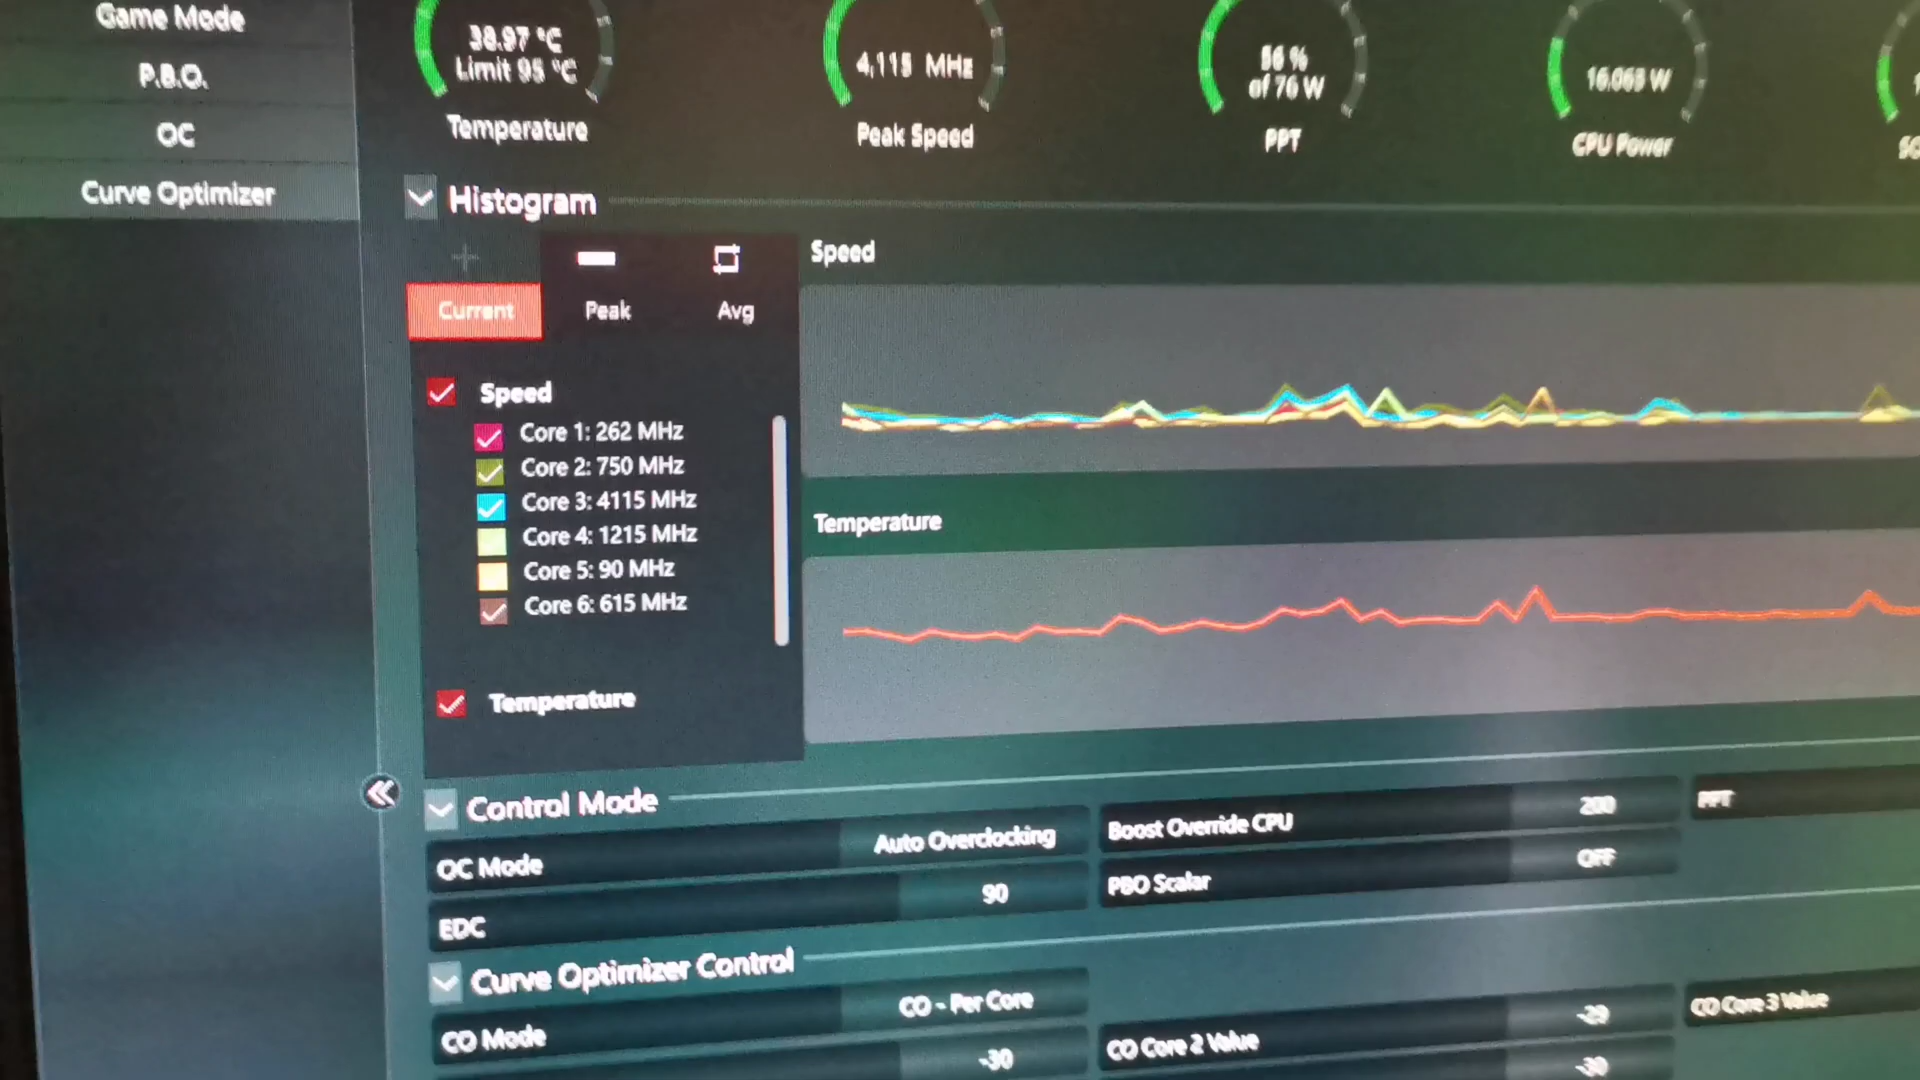 Game Mode
P.B.O.
OC
Curve Optimizer
38.97 °C
Limit 95 °C
Temperature
4,115 MHz
Peak Speed
56 %
of 76 W
PPT
16.063 W
CPU Power
Histogram
Current
Peak
Avg
Speed
Core 1: 262 MHz
Core 2: 750 MHz
Core 3: 4115 MHz
Core 4: 1215 MHz
Core 5: 90 MHz
Core 6: 615 MHz
Temperature
Speed
Temperature
Control Mode
OC Mode
Auto Overclocking
Boost Override CPU
200
PPT
EDC
90
PBO Scalar
OFF
Curve Optimizer Control
CO Mode
CO - Per Core
CO Core 2 Value
-29
CO Core 3 Value
-30
-30